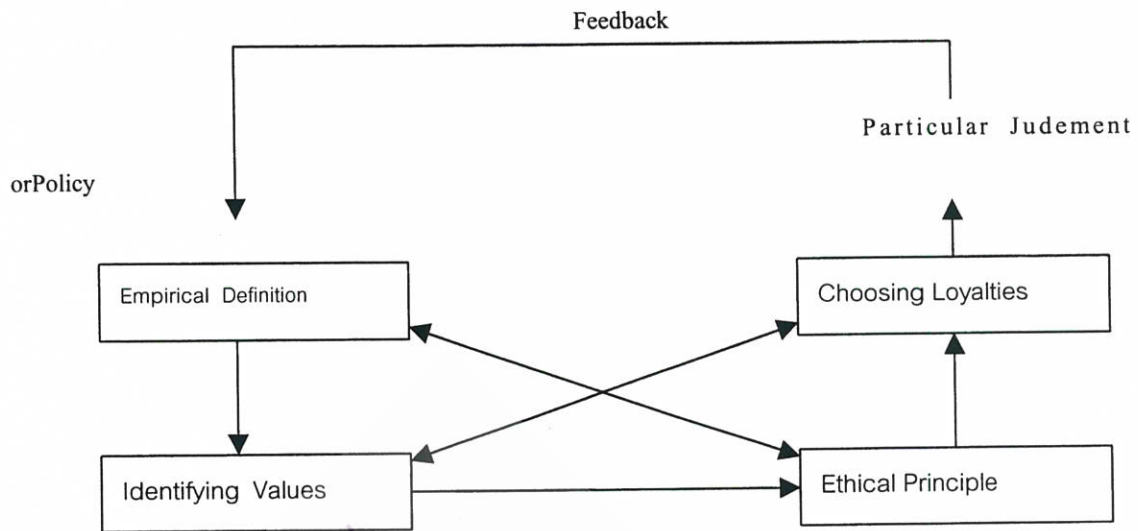 Feedback
Particular Judement
orPolicy
Empirical Definition
Choosing Loyalties
Identifying Values
Ethical Principle